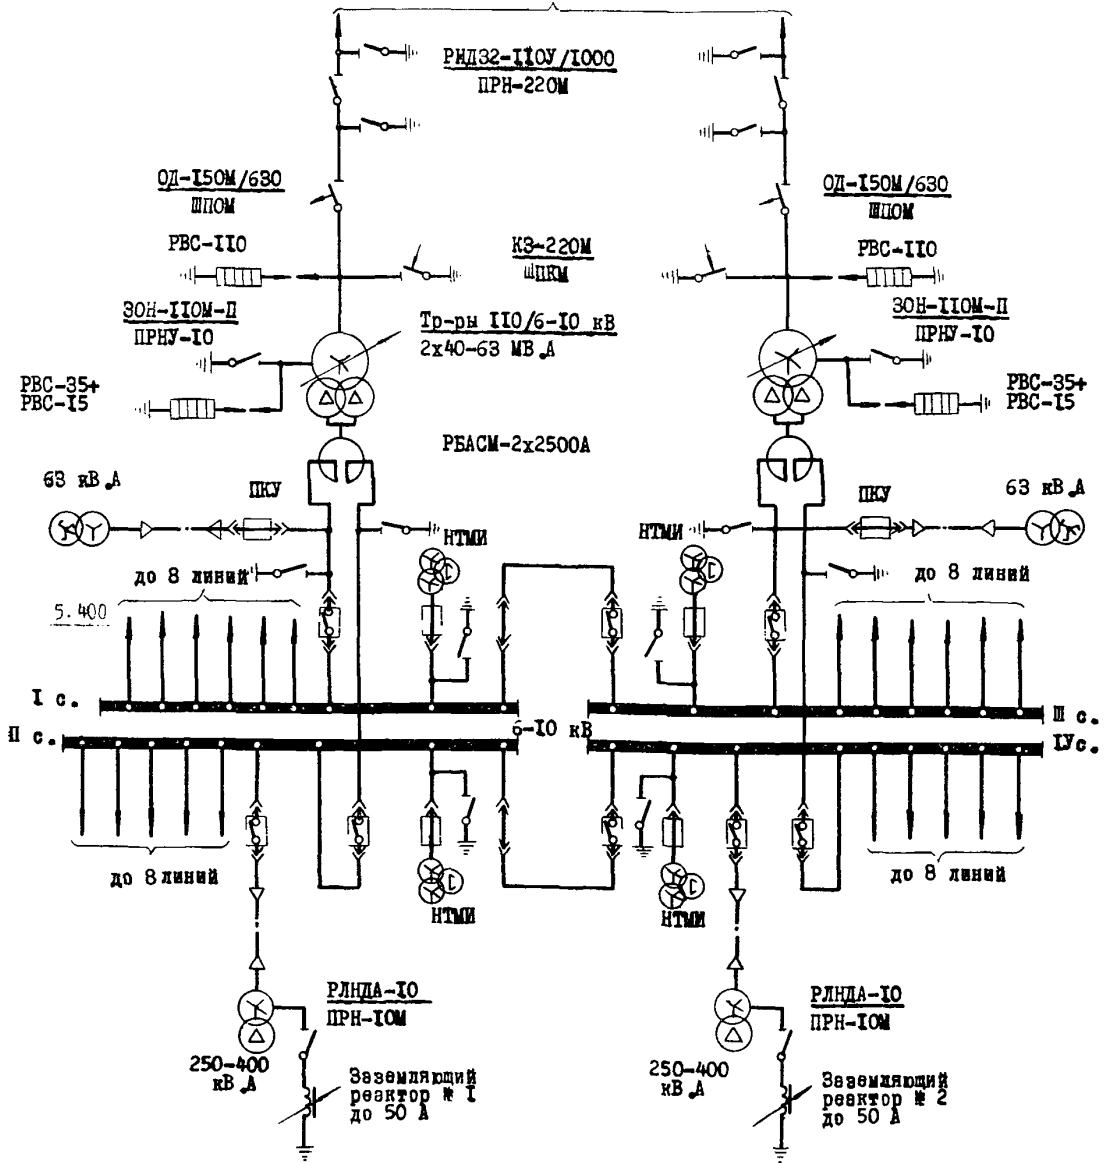 РНДЗ2-110У/1000
ПРН-220М
ОД-150М/630
ШПОМ
ОД-150М/630
ШПОМ
РВС-110
КЗ-220М
ШПКМ
РВС-110
ЗОН-110М-П
ПРНУ-10
Тр-ры 110/6-10 кВ
2х40-63 МВ.А
ЗОН-110М-П
ПРНУ-10
РВС-35+
РВС-15
РВС-35+
РВС-15
РБАСМ-2х2500А
63 кВ.А
ПКУ
ПКУ
63 кВ.А
НТМИ
НТМИ
до 8 линий
до 8 линий
5.400
I с.
Ш с.
П с.
6-10 кВ
IУс.
до 8 линий
до 8 линий
НТМИ
НТМИ
РЛНДА-10
ПРН-10М
РЛНДА-10
ПРН-10М
250-400
кВ.А
250-400
кВ.А
Заземляющий
реактор № I
до 50 А
Заземляющий
реактор № 2
до 50 А